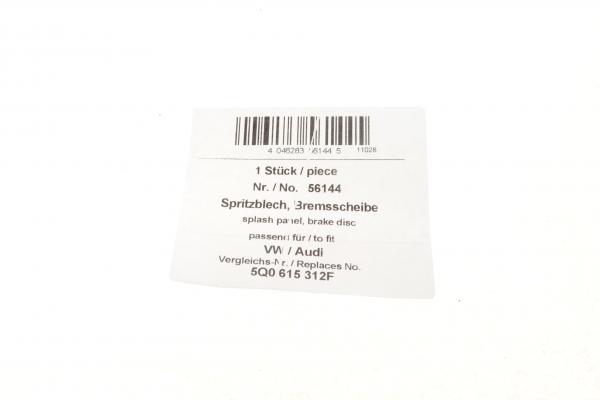 4 046283 56144 5 11028
1 Stück / piece
Nr. / No. 56144
Spritzblech, Bremsscheibe
splash panel, brake disc
passend für / to fit
VW / Audi
Vergleichs-Nr. / Replaces No.
5Q0 615 312F